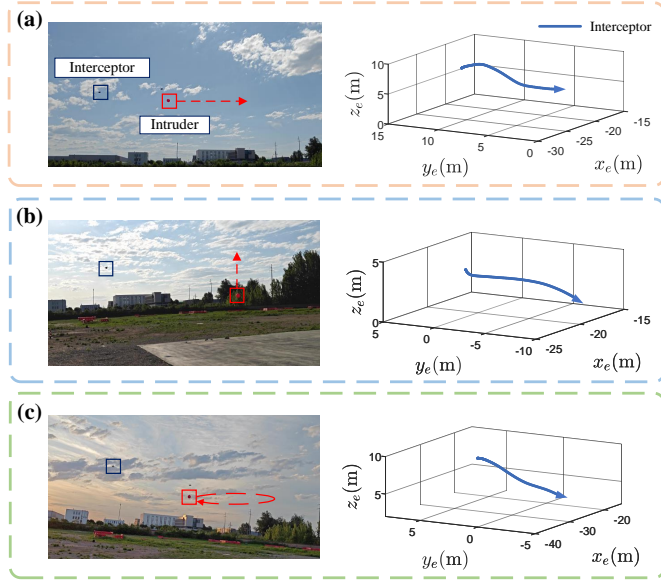 (a)
Interceptor
Intruder
Interceptor
10
5
0
z_e(m)
15
10
5
0
y_e(m)
-30
-25
-20
-15
x_e(m)
(b)
5
0
z_e(m)
5
0
-5
-10
y_e(m)
-25
-20
-15
x_e(m)
(c)
10
5
z_e(m)
5
0
-5
y_e(m)
-40
-30
-20
x_e(m)